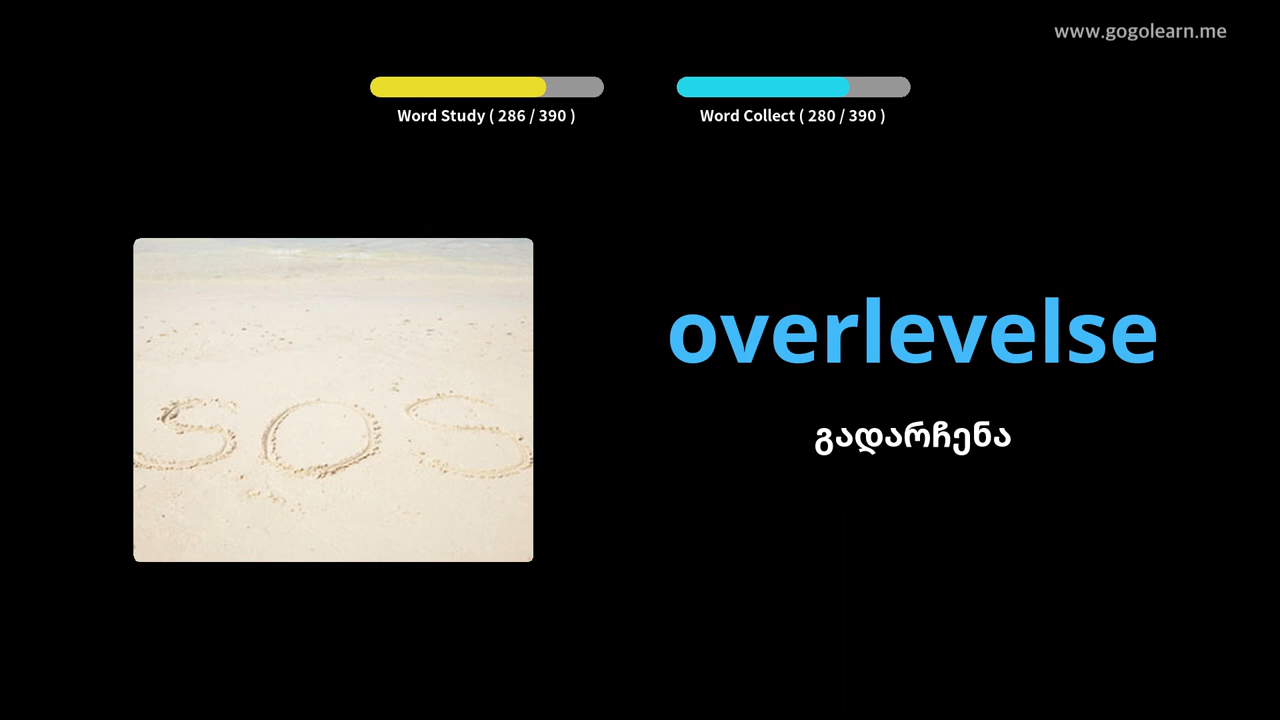 www.gogolearn.me
Word Study ( 286 / 390 )
Word Collect ( 280 / 390 )
SOS
overlevelse
გადარჩენა